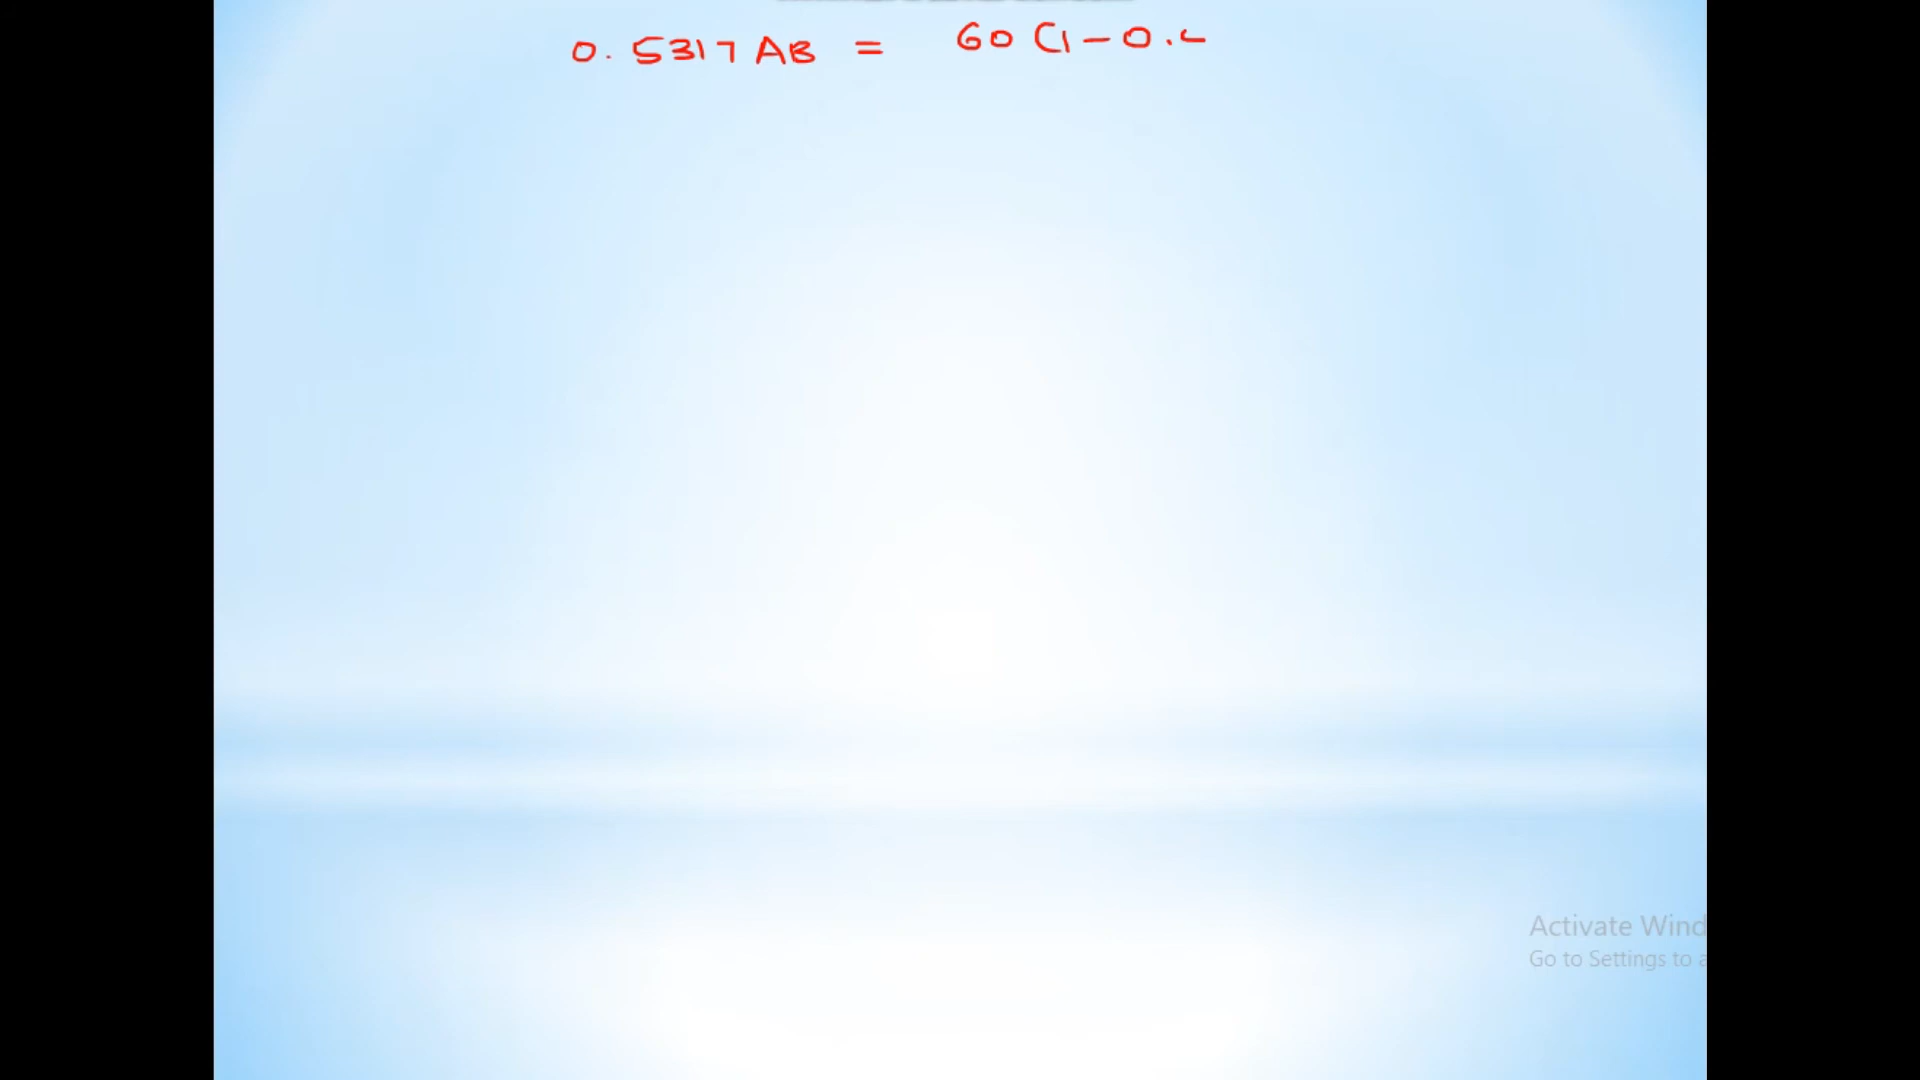 0.5317 AB = 60 (1 - 0.
Activate Wind
Go to Settings to a